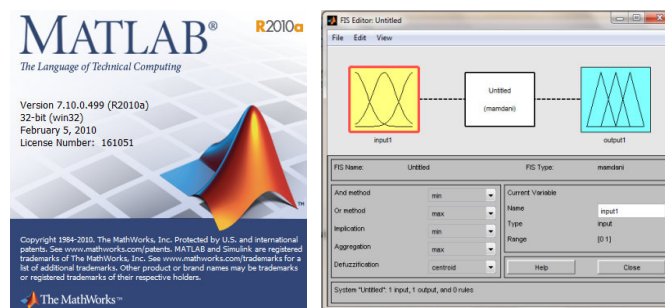 MATLAB®
R2010a
The Language of Technical Computing
Version 7.10.0.499 (R2010a)
32-bit (win32)
February 5, 2010
License Number: 161051
Copyright 1984-2010. The MathWorks, Inc. Protected by U.S. and international
patents. See www.mathworks.com/patents. MATLAB and Simulink are registered
trademarks of The MathWorks, Inc. See www.mathworks.com/trademarks for a
list of additional trademarks. Other product or brand names may be trademarks
or registered trademarks of their respective holders.
The MathWorks™
FIS Editor: Untitled
File Edit View
input1
Untitled
(mamdani)
output1
FIS Name: Untitled FIS Type: mamdani
And method min
Or method max
Implication min
Aggregation max
Defuzzification centroid
Current Variable
Name input1
Type input
Range [0 1]
Help Close
System "Untitled": 1 input, 1 output, and 0 rules